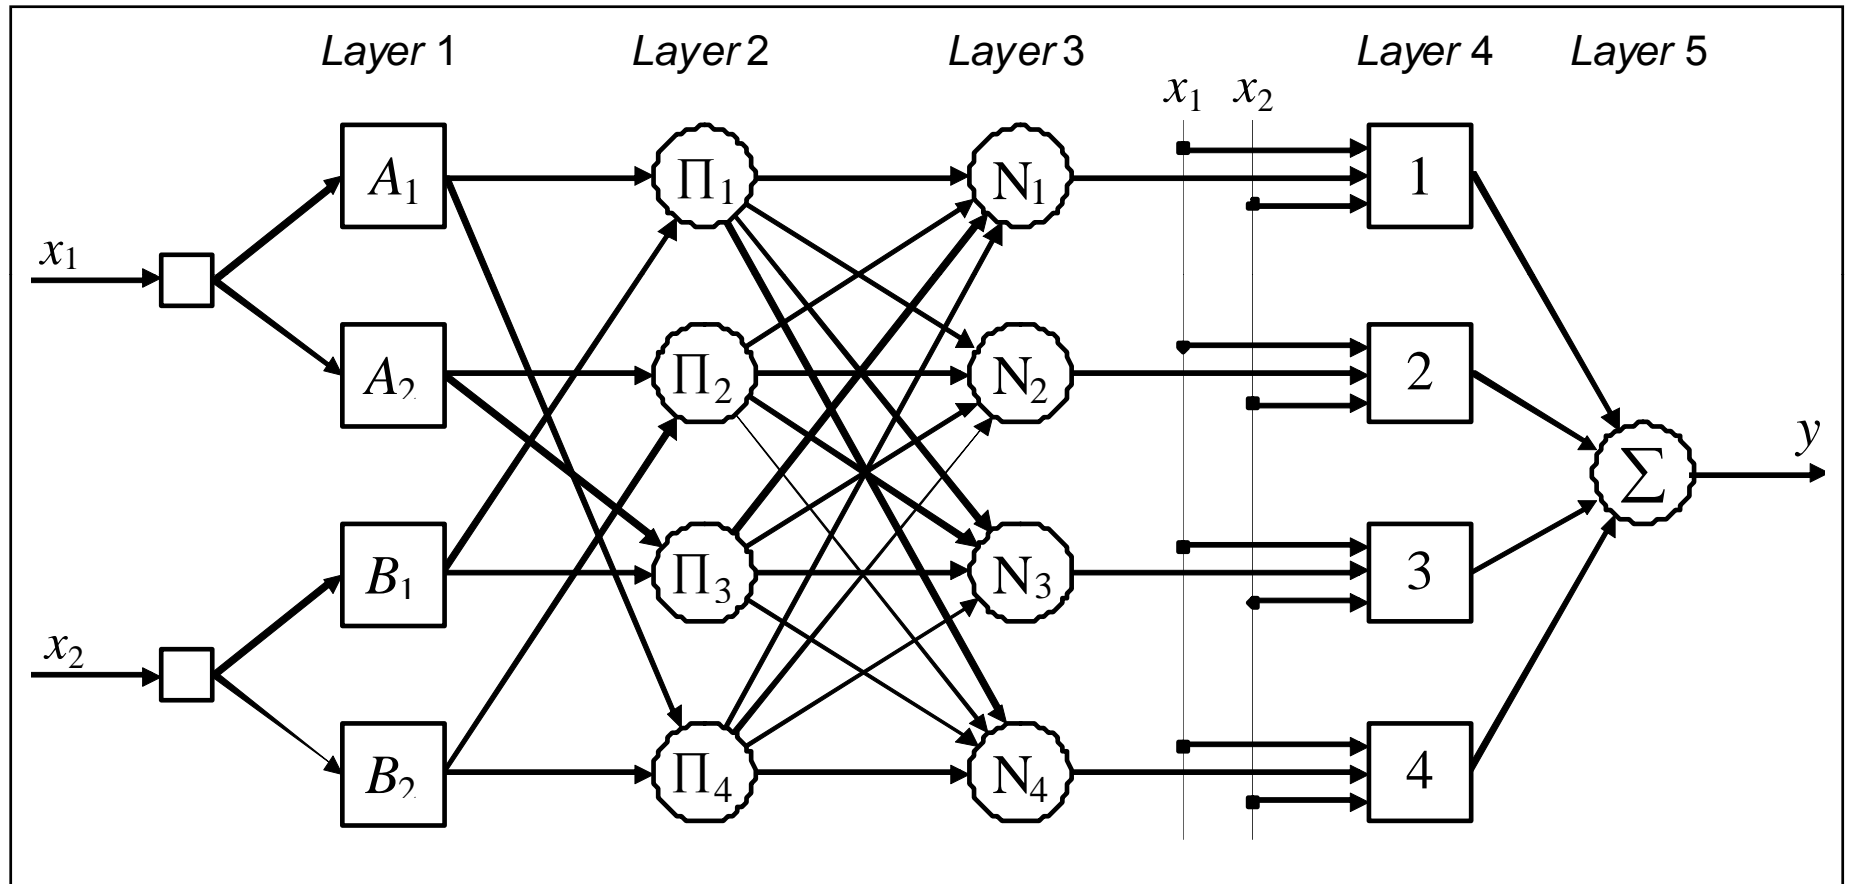 Layer 1 Layer 2 Layer 3 Layer 4 Layer 5
x1 x2
A1 Π1 N1 1
x1
A2 Π2 N2 2
y
Σ
B1 Π3 N3 3
x2
B2 Π4 N4 4